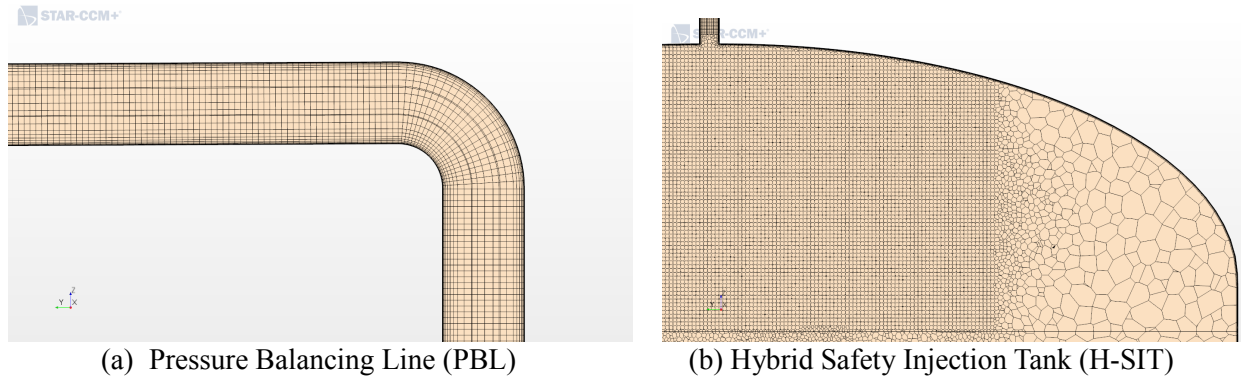 STAR-CCM+
STAR-CCM+
Z
Y X
Z
Y X
(a) Pressure Balancing Line (PBL)
(b) Hybrid Safety Injection Tank (H-SIT)